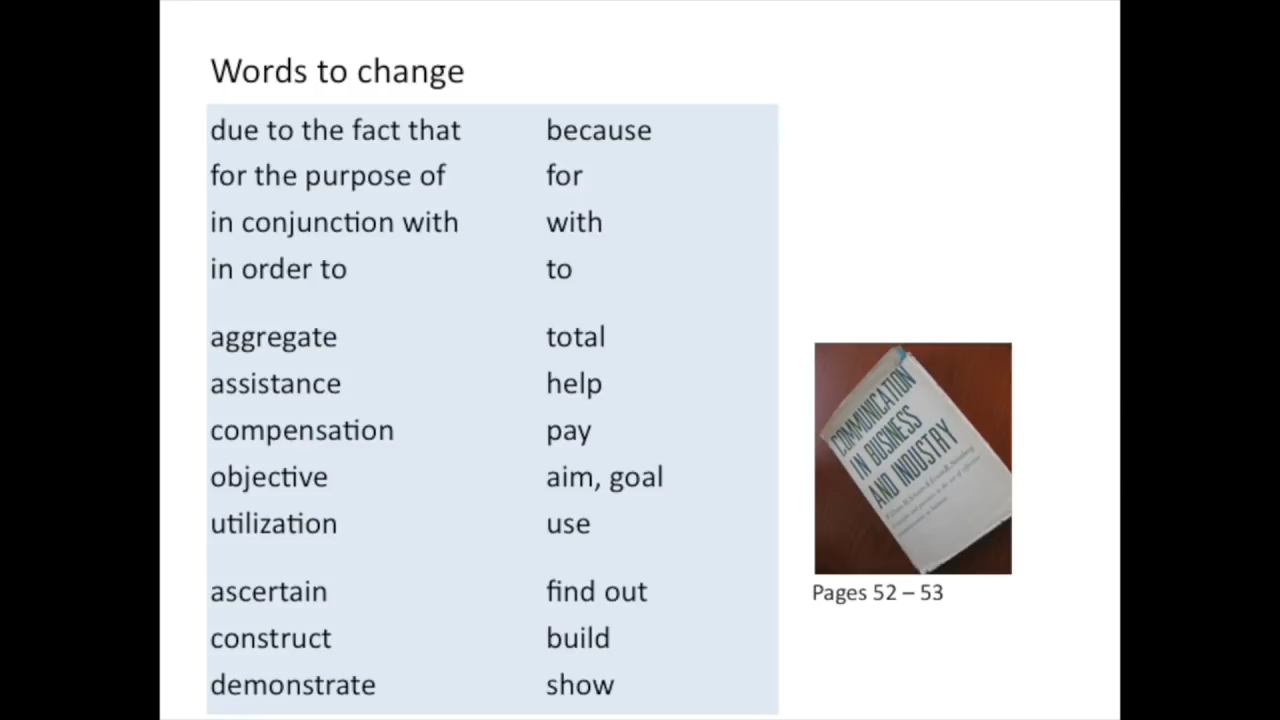 Words to change
due to the fact that because
for the purpose of for
in conjunction with with
in order to to
aggregate total
assistance help
compensation pay
objective aim, goal
utilization use
ascertain find out
construct build
demonstrate show
COMMUNICATION
IN BUSINESS
AND INDUSTRY
Pages 52 – 53